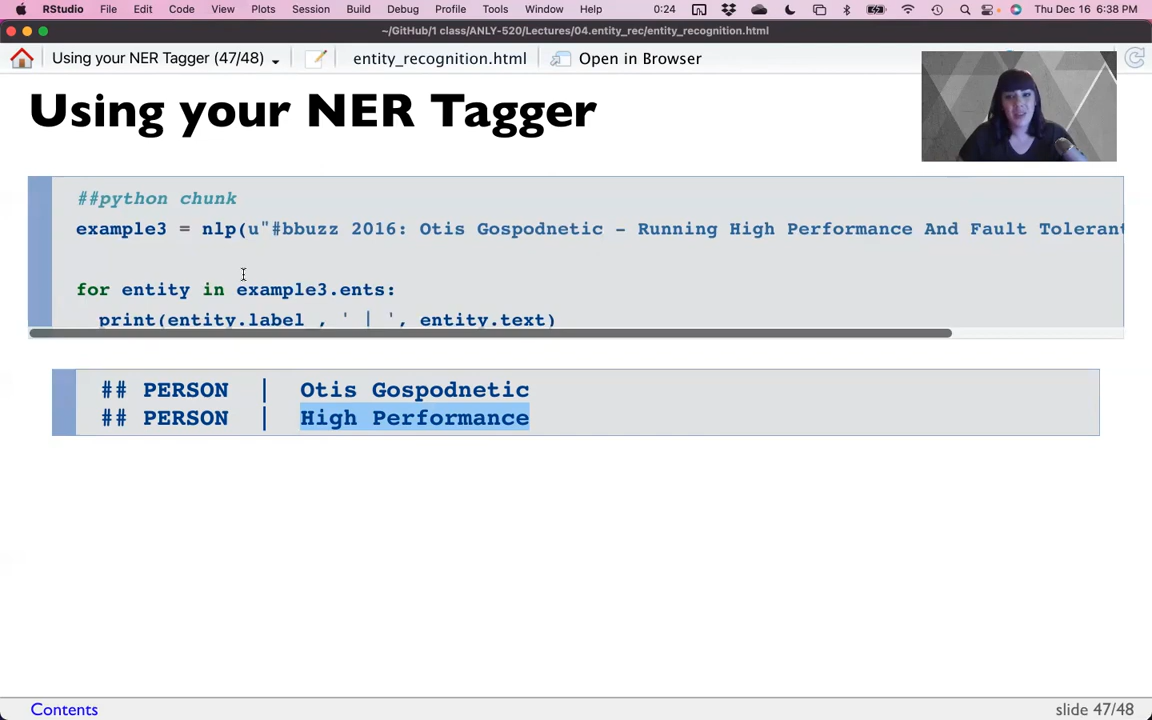 RStudio File Edit Code View Plots Session Build Debug Profile Tools Window Help 0:24 Thu Dec 16 6:38 PM
~/GitHub/1 class/ANLY-520/Lectures/04.entity_rec/entity_recognition.html
Using your NER Tagger (47/48) entity_recognition.html Open in Browser
Using your NER Tagger
##python chunk
example3 = nlp(u"#bbuzz 2016: Otis Gospodnetic - Running High Performance And Fault Tolerant
for entity in example3.ents:
print(entity.label_, ' | ', entity.text)
## PERSON | Otis Gospodnetic
## PERSON | High Performance
Contents slide 47/48